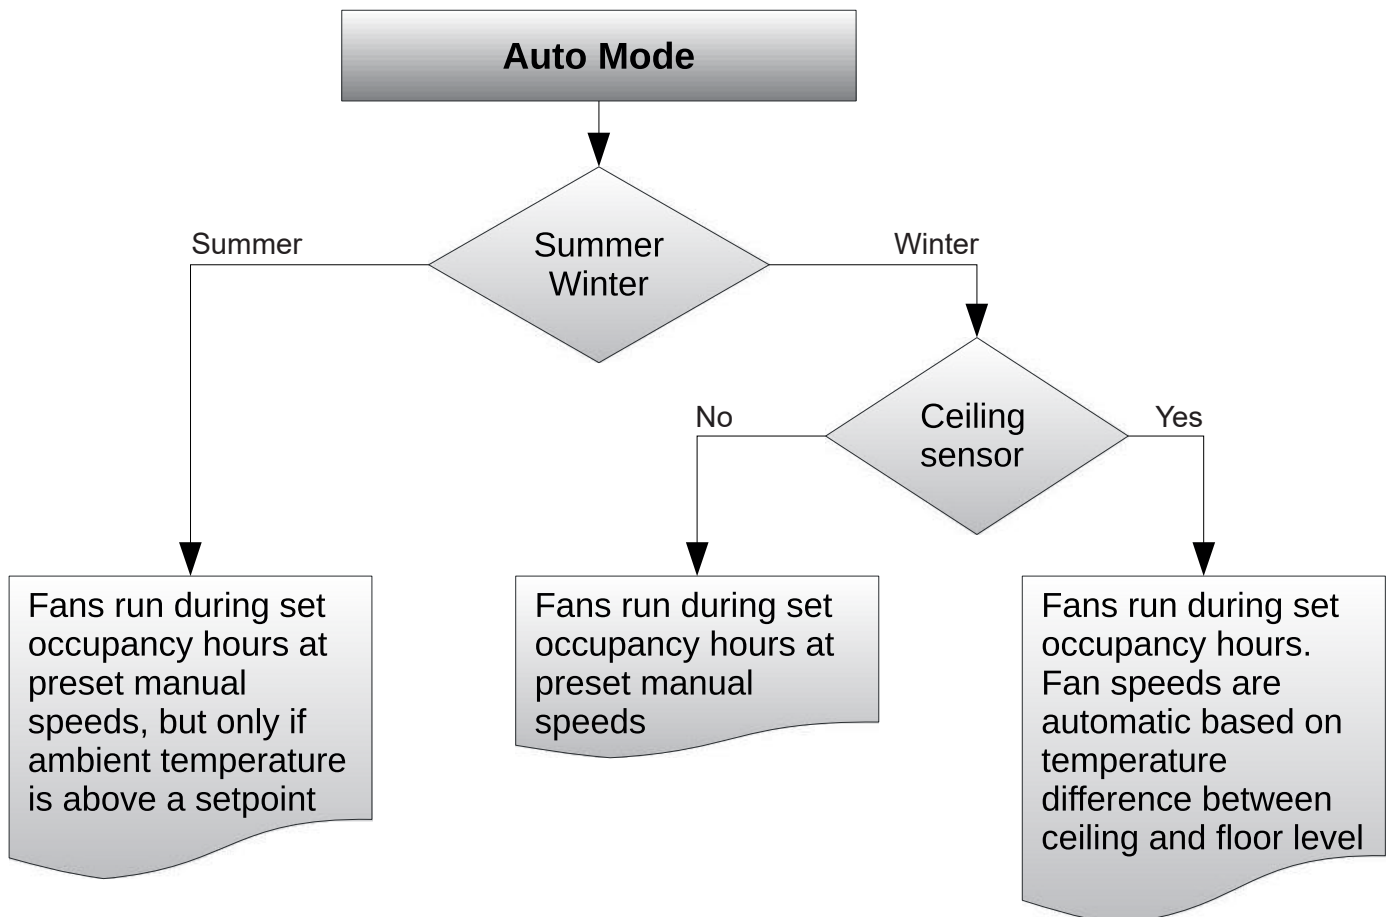 Auto Mode
Summer
Summer
Winter
Winter
No
Ceiling
sensor
Yes
Fans run during set
occupancy hours at
preset manual
speeds, but only if
ambient temperature
is above a setpoint
Fans run during set
occupancy hours at
preset manual
speeds
Fans run during set
occupancy hours.
Fan speeds are
automatic based on
temperature
difference between
ceiling and floor level